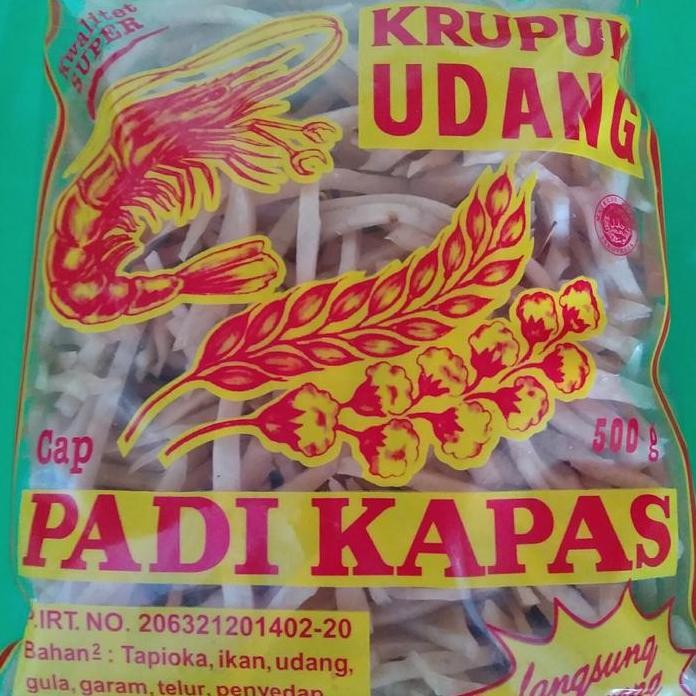 Kwalitet
SUPER
KRUPUK
UDANG
Cap
500 g
PADI KAPAS
P.IRT. NO. 206321201402-20
Bahan² : Tapioka, ikan, udang,
gula, garam, telur, penyedap
langsung